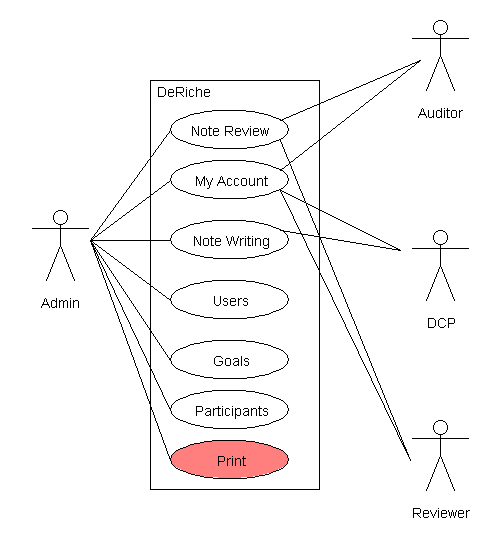 DeRiche
Note Review
My Account
Note Writing
Users
Goals
Participants
Print
Admin
Auditor
DCP
Reviewer